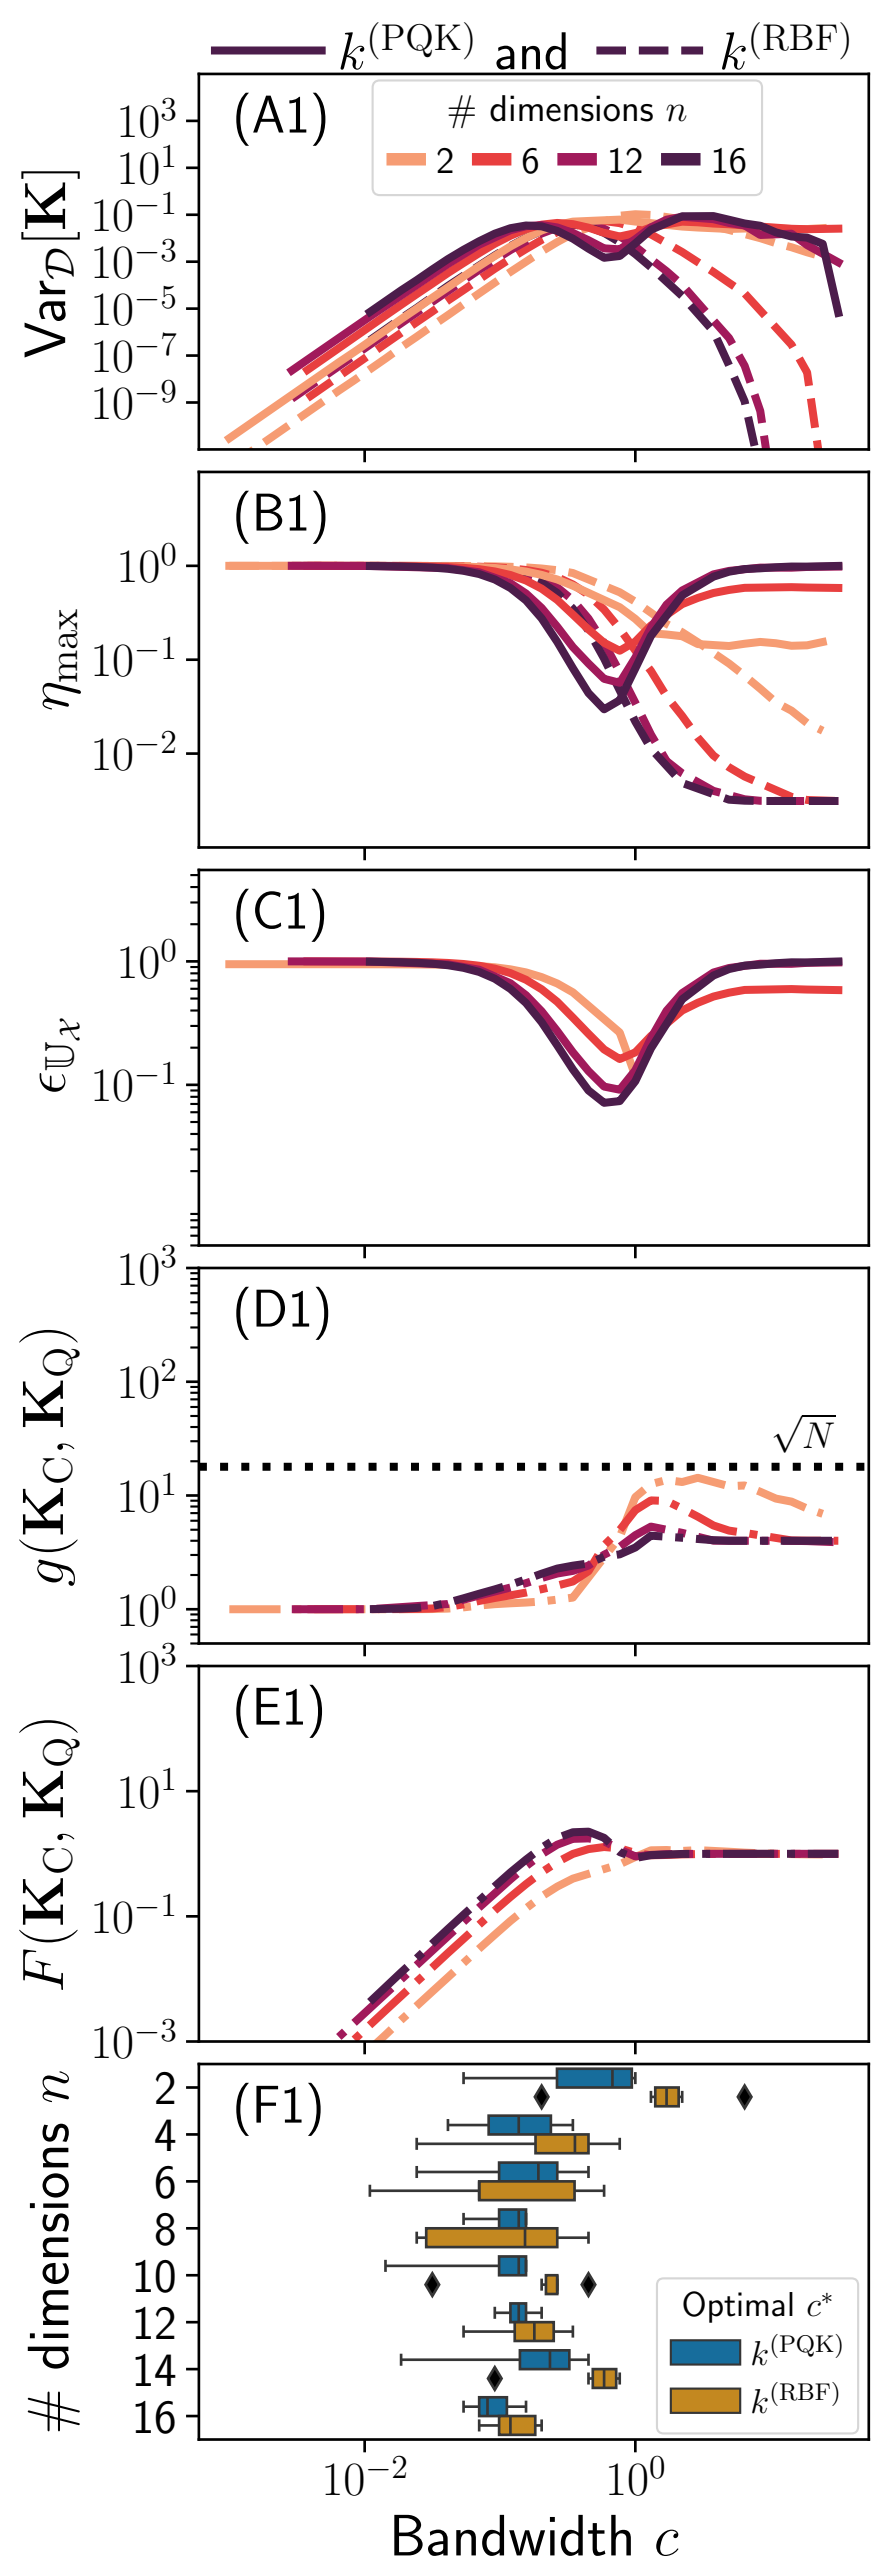 k^(PQK) and k^(RBF)
(A1)
# dimensions n
2 6 12 16
Var_𝒟[K]
10^3
10^1
10^−1
10^−3
10^−5
10^−7
10^−9
(B1)
η_max
10^0
10^−1
10^−2
(C1)
ϵ_𝕌_𝒳
10^0
10^−1
(D1)
g(K_C, K_Q)
10^3
10^2
10^1
10^0
√N
(E1)
F(K_C, K_Q)
10^3
10^1
10^−1
10^−3
(F1)
# dimensions n
2
4
6
8
10
12
14
16
Optimal c*
k^(PQK)
k^(RBF)
10^−2 10^0
Bandwidth c